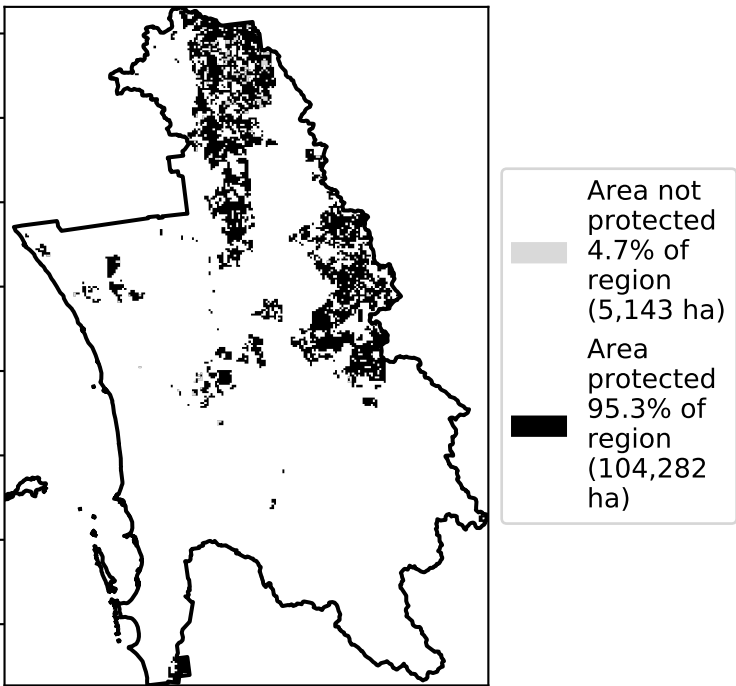 Area not
protected
4.7% of
region
(5,143 ha)
Area
protected
95.3% of
region
(104,282
ha)